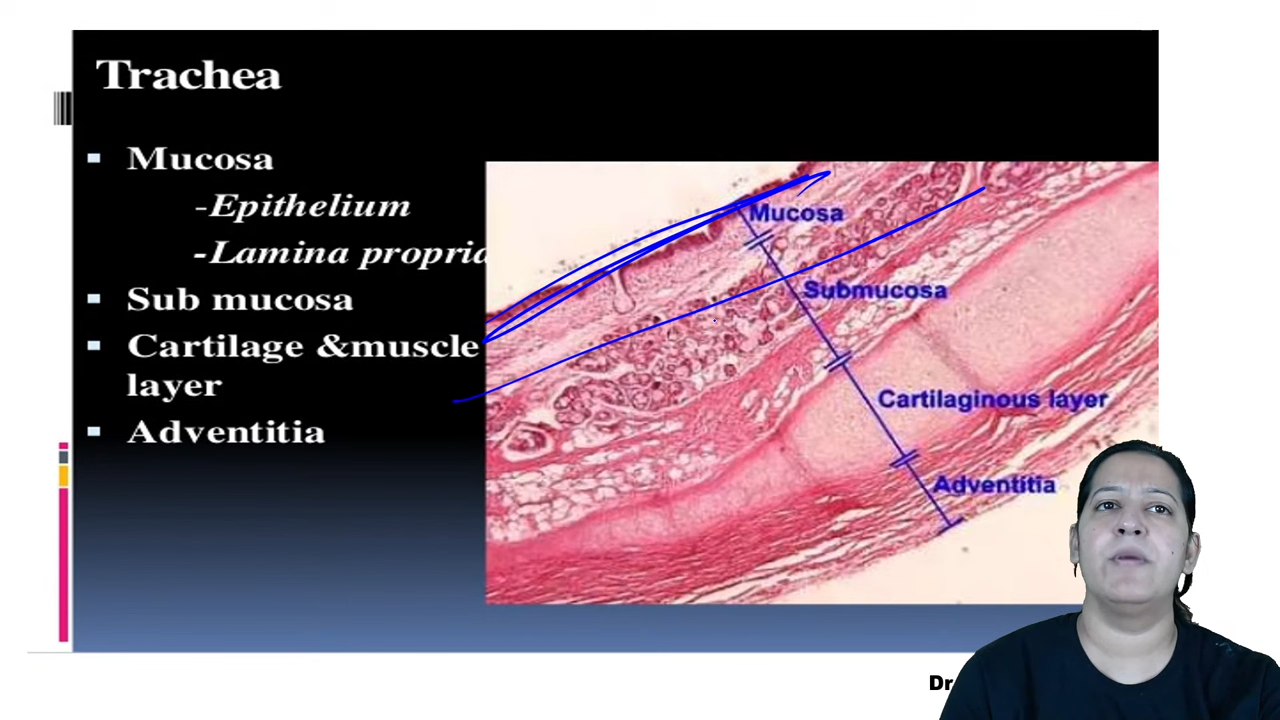 Trachea
Mucosa
-Epithelium
-Lamina propria
Sub mucosa
Cartilage &muscle
layer
Adventitia
Mucosa
Submucosa
Cartilaginous layer
Adventitia
Dr